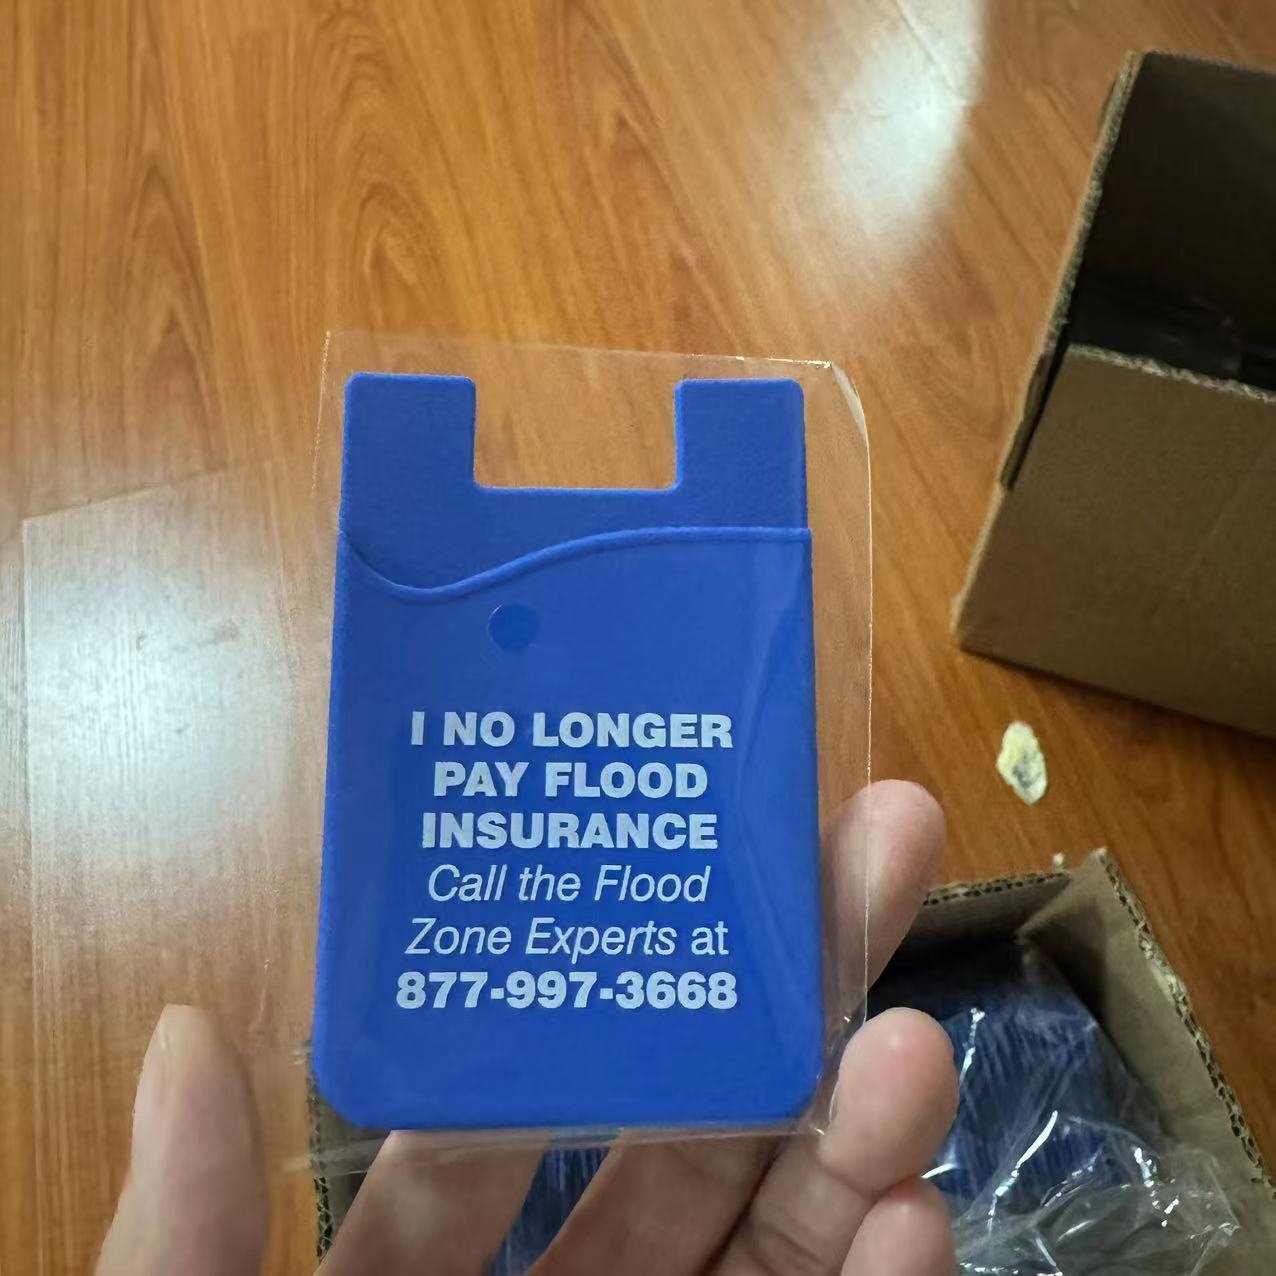 I NO LONGER
PAY FLOOD
INSURANCE
Call the Flood
Zone Experts at
877-997-3668